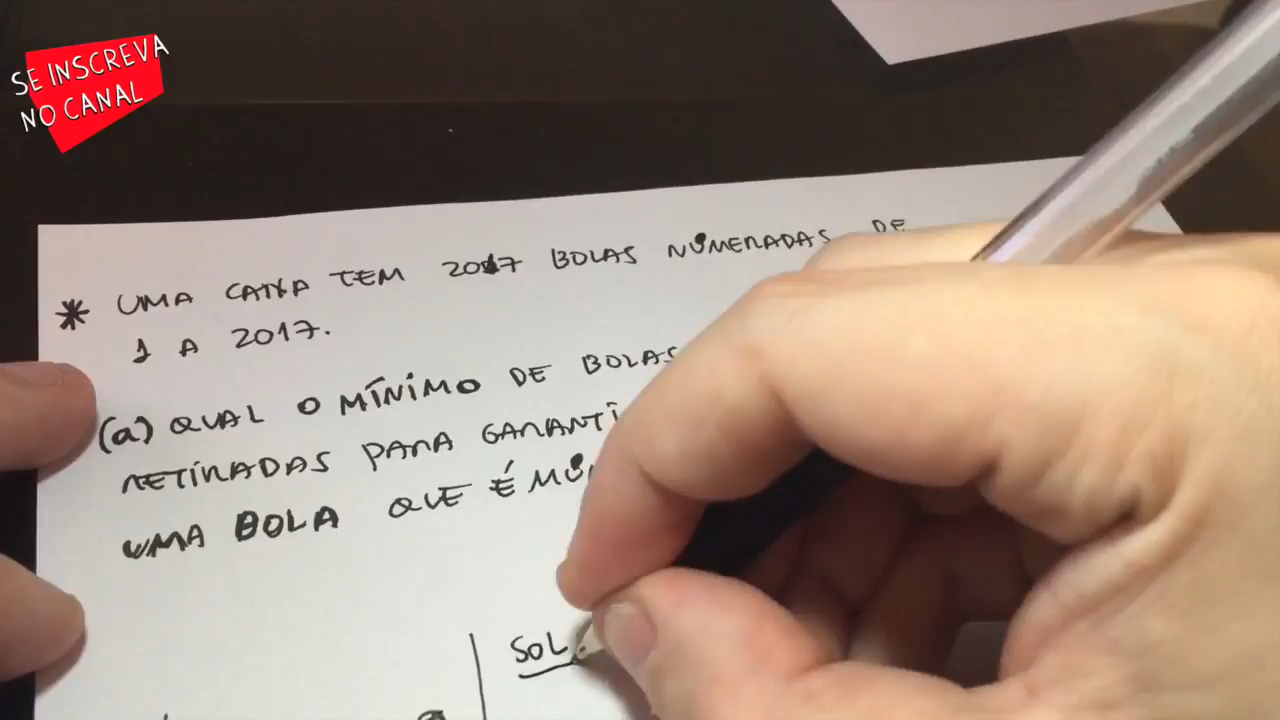 SE INSCREVA
NO CANAL
* UMA CAIXA TEM 2017 BOLAS NUMERADAS DE
1 A 2017.
(a) QUAL O MÍNIMO DE BOLAS
RETIRADAS PARA GARANTI
UMA BOLA QUE É MÚ
SOL